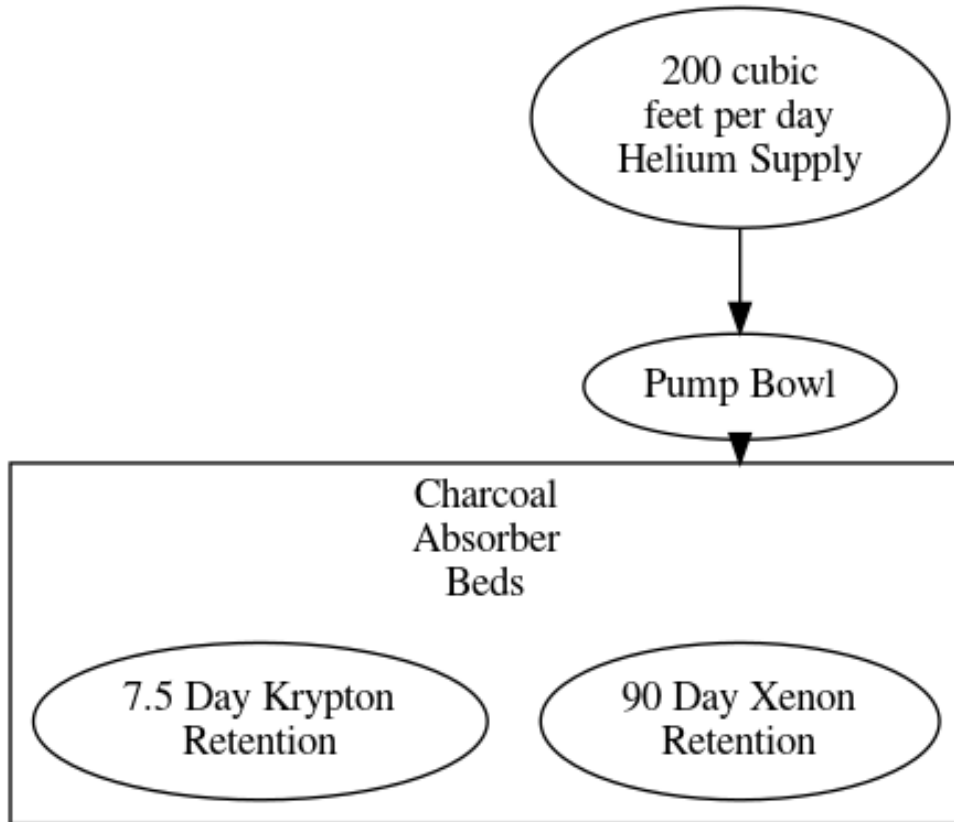 200 cubic
feet per day
Helium Supply
Pump Bowl
Charcoal
Absorber
Beds
7.5 Day Krypton
Retention
90 Day Xenon
Retention